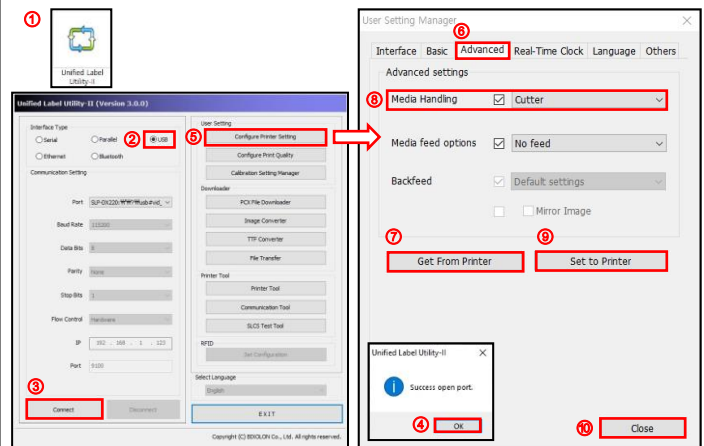 ①
Unified Label
Utility-II
Unified Label Utility-II (Version 3.0.0)
Interface Type
Serial
Parallel
② USB
Ethernet
Bluetooth
Communication Setting
Port
SLP-DX220:₩₩?₩usb#vid_
Baud Rate
115200
Data Bits
8
Parity
None
Stop Bits
1
Flow Control
Hardware
IP
192 . 168 . 1 . 123
Port
9100
③
Connect
Disconnect
User Setting
⑤ Configure Printer Setting
Configure Print Quality
Calibration Setting Manager
Downloader
PCX File Downloader
Image Converter
TTF Converter
File Transfer
Printer Tool
Printer Tool
Communication Tool
SLCS Test Tool
RFID
Set Configuration
Select Language
English
EXIT
Copyright (C) BIXOLON Co., Ltd. All rights reserved.
User Setting Manager
⑥
Interface Basic Advanced Real-Time Clock Language Others
Advanced settings
⑧ Media Handling Cutter
Media feed options No feed
Backfeed Default settings
Mirror Image
⑦ ⑨
Get From Printer Set to Printer
Unified Label Utility-II
Success open port.
④ OK
⑩ Close